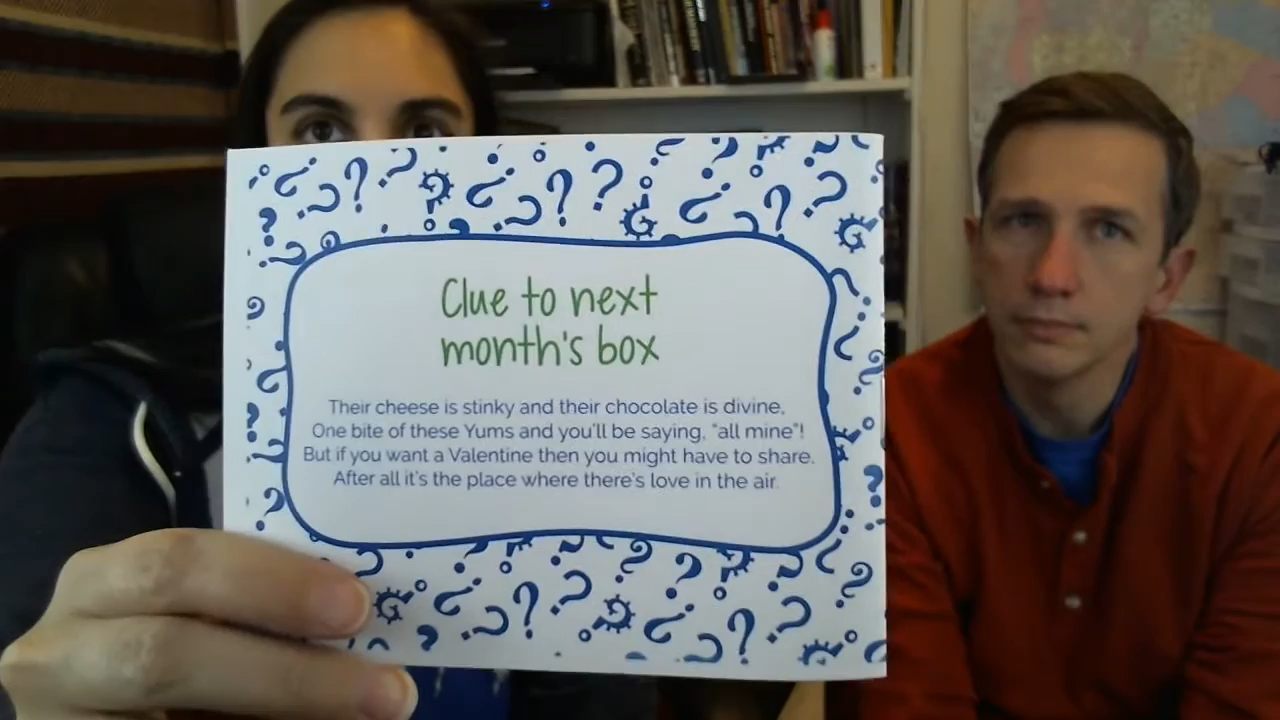 Clue to next
month's box
Their cheese is stinky and their chocolate is divine,
One bite of these Yums and you'll be saying, "all mine"!
But if you want a Valentine then you might have to share.
After all it's the place where there's love in the air.